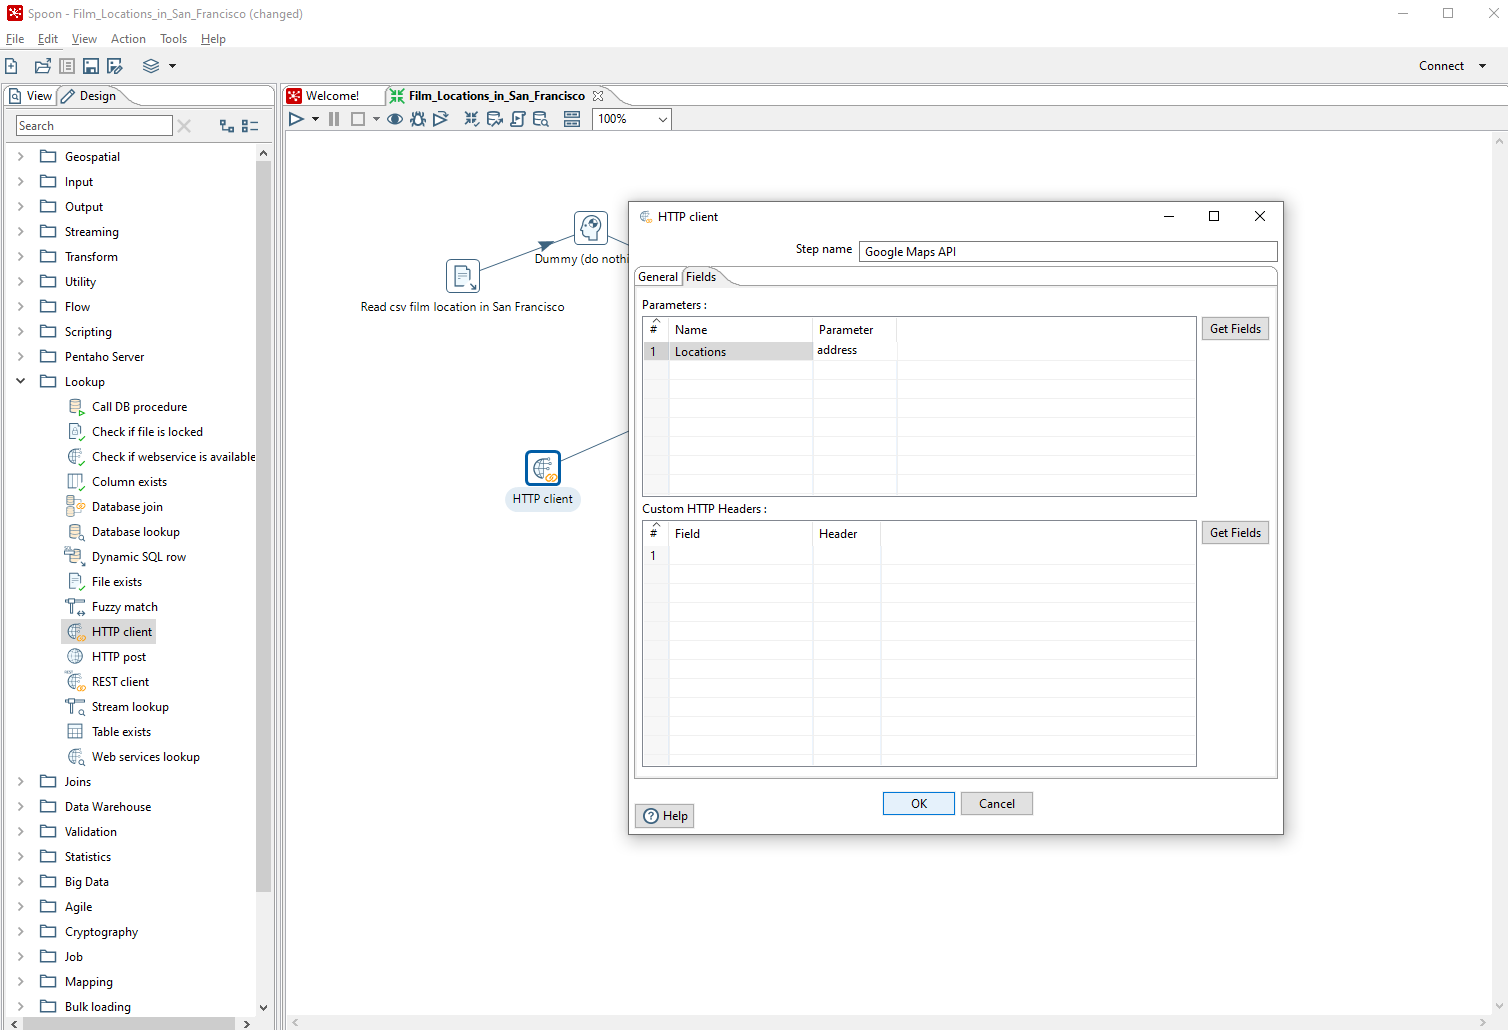 Spoon - Film_Locations_in_San_Francisco (changed)
File Edit View Action Tools Help
Connect
View Design
Search
Geospatial
Input
Output
Streaming
Transform
Utility
Flow
Scripting
Pentaho Server
Lookup
Call DB procedure
Check if file is locked
Check if webservice is available
Column exists
Database join
Database lookup
Dynamic SQL row
File exists
Fuzzy match
HTTP client
HTTP post
REST client
Stream lookup
Table exists
Web services lookup
Joins
Data Warehouse
Validation
Statistics
Big Data
Agile
Cryptography
Job
Mapping
Bulk loading
Welcome! Film_Locations_in_San_Francisco
100%
Dummy (do nothi
Read csv film location in San Francisco
HTTP client
HTTP client
Step name Google Maps API
General Fields
Parameters :
# Name Parameter
1 Locations address
Get Fields
Custom HTTP Headers :
# Field Header
1
Get Fields
OK Cancel
? Help